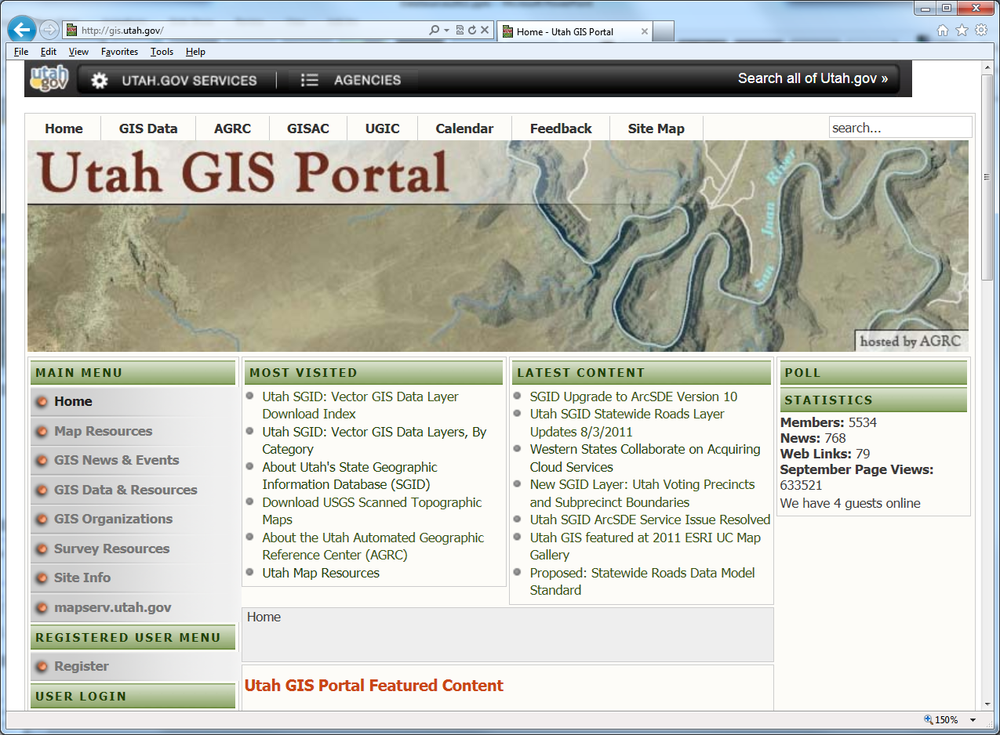 http://gis.utah.gov/
Home - Utah GIS Portal
File Edit View Favorites Tools Help
utah gov
UTAH.GOV SERVICES
AGENCIES
Search all of Utah.gov »
Home GIS Data AGRC GISAC UGIC Calendar Feedback Site Map
search...
Utah GIS Portal
San Juan River
hosted by AGRC
MAIN MENU
Home
Map Resources
GIS News & Events
GIS Data & Resources
GIS Organizations
Survey Resources
Site Info
mapserv.utah.gov
REGISTERED USER MENU
Register
USER LOGIN
MOST VISITED
Utah SGID: Vector GIS Data Layer
Download Index
Utah SGID: Vector GIS Data Layers, By
Category
About Utah's State Geographic
Information Database (SGID)
Download USGS Scanned Topographic
Maps
About the Utah Automated Geographic
Reference Center (AGRC)
Utah Map Resources
LATEST CONTENT
SGID Upgrade to ArcSDE Version 10
Utah SGID Statewide Roads Layer
Updates 8/3/2011
Western States Collaborate on Acquiring
Cloud Services
New SGID Layer: Utah Voting Precincts
and Subprecinct Boundaries
Utah SGID ArcSDE Service Issue Resolved
Utah GIS featured at 2011 ESRI UC Map
Gallery
Proposed: Statewide Roads Data Model
Standard
POLL
STATISTICS
Members: 5534
News: 768
Web Links: 79
September Page Views:
633521
We have 4 guests online
Home
Utah GIS Portal Featured Content
150%